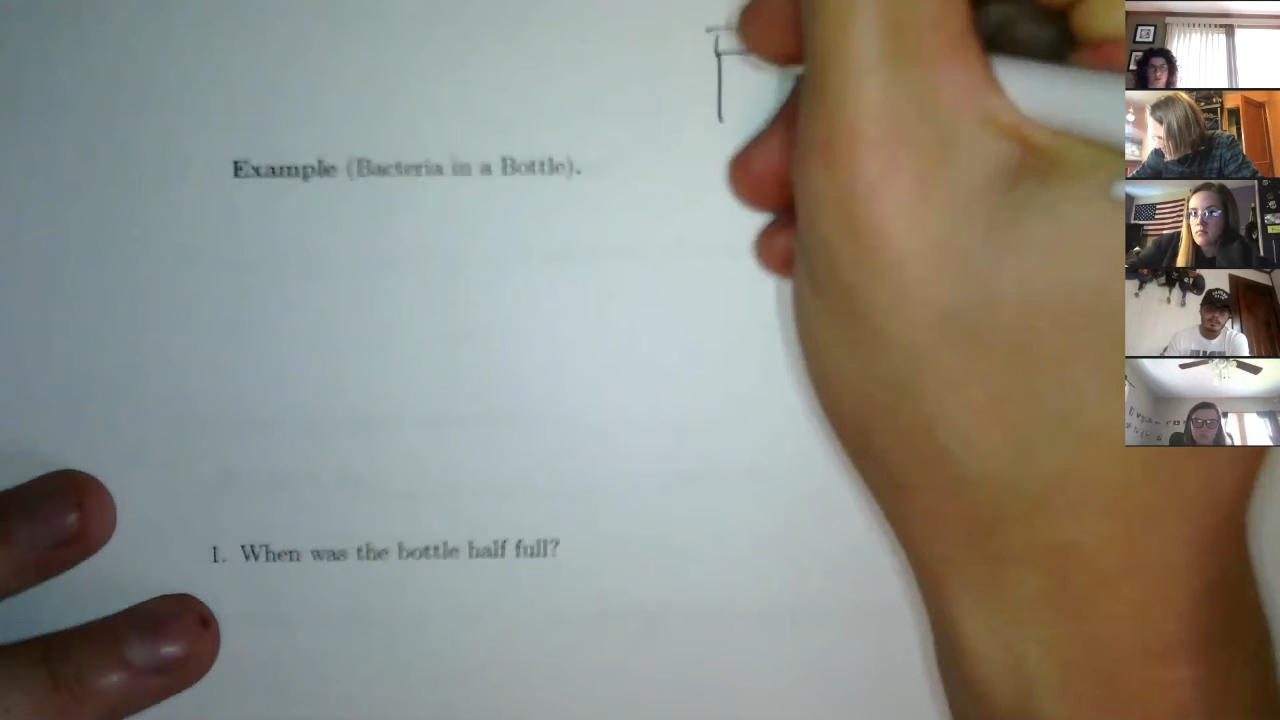 Example (Bacteria in a Bottle).
1. When was the bottle half full?